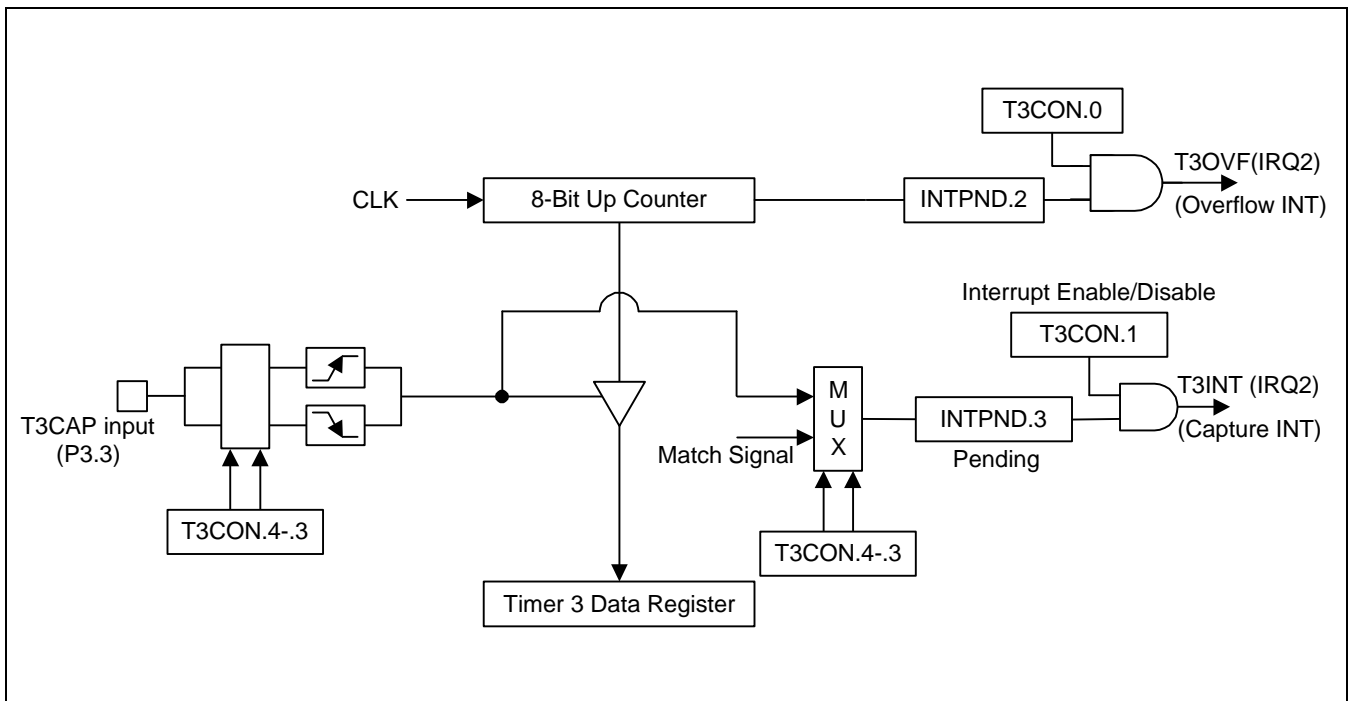 T3CON.0
T3OVF(IRQ2)
CLK
8-Bit Up Counter
INTPND.2
(Overflow INT)
Interrupt Enable/Disable
T3CON.1
T3INT (IRQ2)
M
U
X
T3CAP input
(P3.3)
INTPND.3
(Capture INT)
Match Signal
Pending
T3CON.4-.3
T3CON.4-.3
Timer 3 Data Register